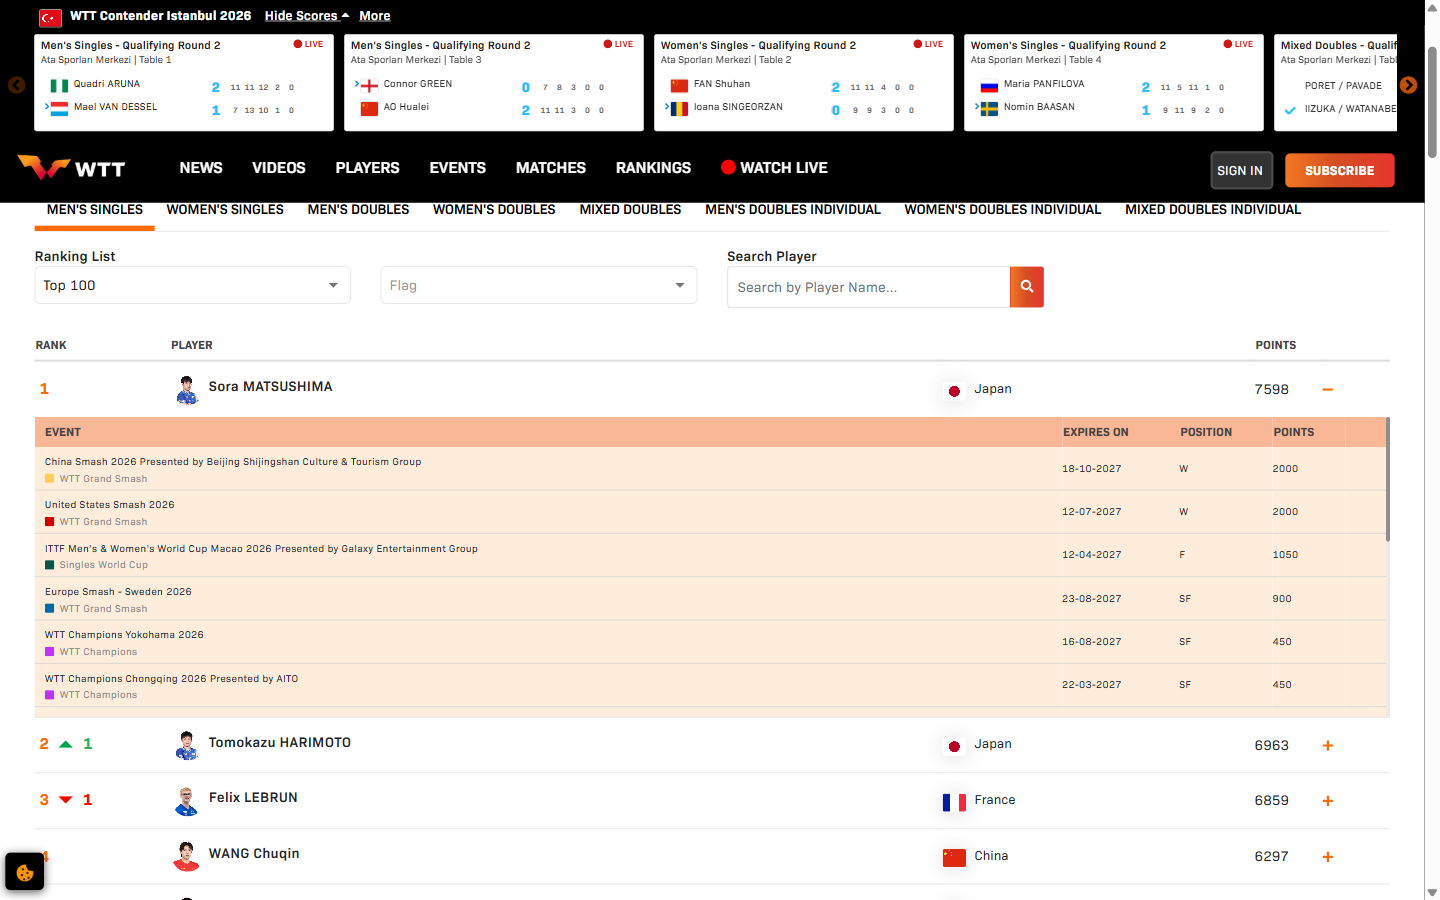 WTT Contender Istanbul 2026 Hide Scores More
Men's Singles - Qualifying Round 2 LIVE
Ata Sporları Merkezi | Table 1
Quadri ARUNA 2 11 11 12 2 0
Mael VAN DESSEL 1 7 13 10 1 0
Men's Singles - Qualifying Round 2 LIVE
Ata Sporları Merkezi | Table 3
Connor GREEN 0 7 8 3 0 0
AO Hualei 2 11 11 3 0 0
Women's Singles - Qualifying Round 2 LIVE
Ata Sporları Merkezi | Table 2
FAN Shuhan 2 11 11 4 0 0
Ioana SINGEORZAN 0 9 9 3 0 0
Women's Singles - Qualifying Round 2 LIVE
Ata Sporları Merkezi | Table 4
Maria PANFILOVA 2 11 5 11 1 0
Nomin BAASAN 1 9 11 9 2 0
Mixed Doubles - Qualif
Ata Sporları Merkezi | Tabl
PORET / PAVADE
IIZUKA / WATANABE
WTT NEWS VIDEOS PLAYERS EVENTS MATCHES RANKINGS WATCH LIVE SIGN IN SUBSCRIBE
MEN'S SINGLES WOMEN'S SINGLES MEN'S DOUBLES WOMEN'S DOUBLES MIXED DOUBLES MEN'S DOUBLES INDIVIDUAL WOMEN'S DOUBLES INDIVIDUAL MIXED DOUBLES INDIVIDUAL
Ranking List Search Player
Top 100 Flag Search by Player Name...
RANK PLAYER POINTS
1 Sora MATSUSHIMA Japan 7598
EVENT EXPIRES ON POSITION POINTS
China Smash 2026 Presented by Beijing Shijingshan Culture & Tourism Group
WTT Grand Smash 18-10-2027 W 2000
United States Smash 2026
WTT Grand Smash 12-07-2027 W 2000
ITTF Men's & Women's World Cup Macao 2026 Presented by Galaxy Entertainment Group
Singles World Cup 12-04-2027 F 1050
Europe Smash - Sweden 2026
WTT Grand Smash 23-08-2027 SF 900
WTT Champions Yokohama 2026
WTT Champions 16-08-2027 SF 450
WTT Champions Chongqing 2026 Presented by AITO
WTT Champions 22-03-2027 SF 450
2 1 Tomokazu HARIMOTO Japan 6963
3 1 Felix LEBRUN France 6859
4 WANG Chuqin China 6297